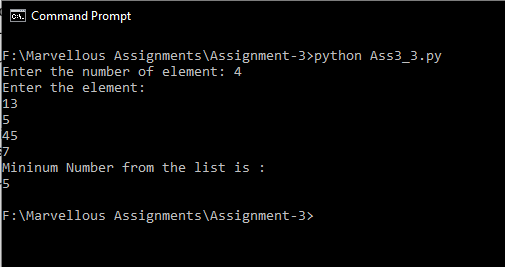 Command Prompt
F:\Marvellous Assignments\Assignment-3>python Ass3_3.py
Enter the number of element: 4
Enter the element:
13
5
45
7
Mininum Number from the list is :
5
F:\Marvellous Assignments\Assignment-3>